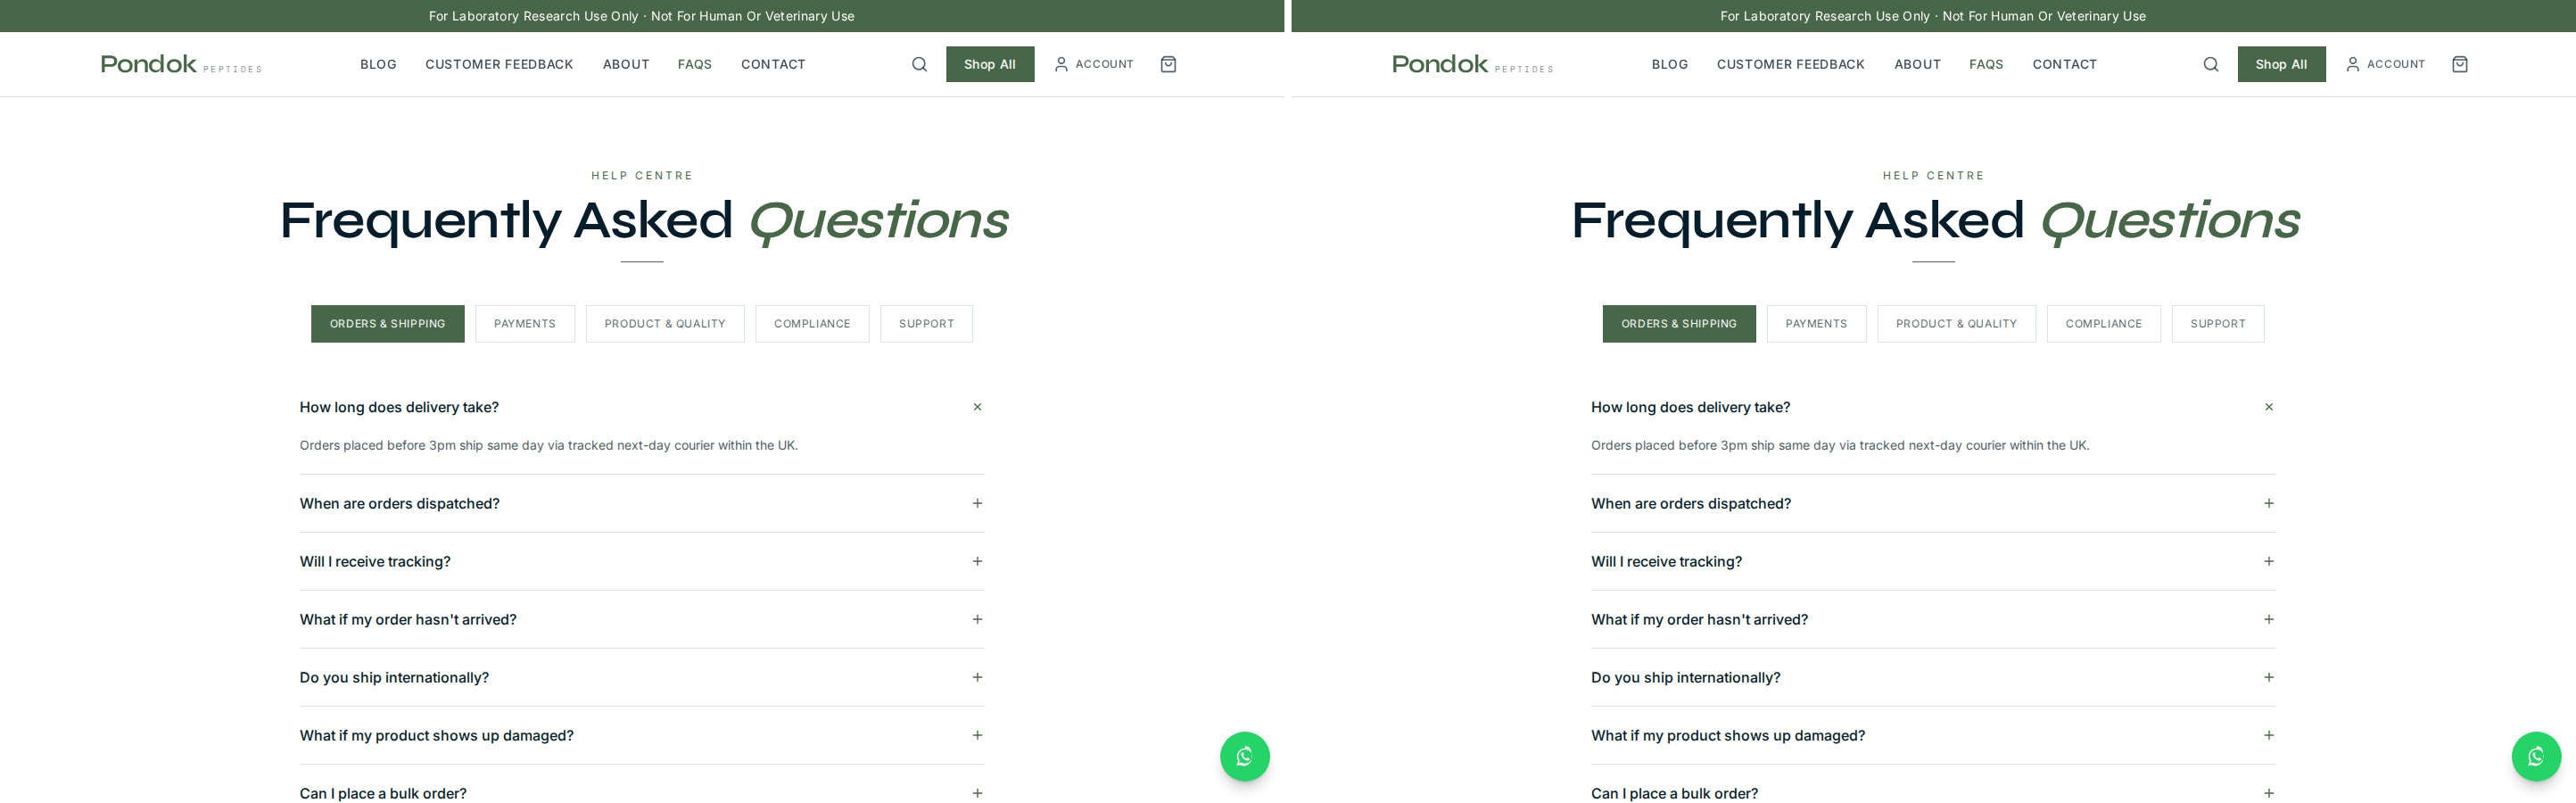 For Laboratory Research Use Only · Not For Human Or Veterinary Use
Pondok PEPTIDES BLOG CUSTOMER FEEDBACK ABOUT FAQS CONTACT Shop All ACCOUNT
HELP CENTRE
Frequently Asked Questions
ORDERS & SHIPPING PAYMENTS PRODUCT & QUALITY COMPLIANCE SUPPORT
How long does delivery take?
Orders placed before 3pm ship same day via tracked next-day courier within the UK.
When are orders dispatched?
Will I receive tracking?
What if my order hasn't arrived?
Do you ship internationally?
What if my product shows up damaged?
Can I place a bulk order?
For Laboratory Research Use Only · Not For Human Or Veterinary Use
Pondok PEPTIDES BLOG CUSTOMER FEEDBACK ABOUT FAQS CONTACT Shop All ACCOUNT
HELP CENTRE
Frequently Asked Questions
ORDERS & SHIPPING PAYMENTS PRODUCT & QUALITY COMPLIANCE SUPPORT
How long does delivery take?
Orders placed before 3pm ship same day via tracked next-day courier within the UK.
When are orders dispatched?
Will I receive tracking?
What if my order hasn't arrived?
Do you ship internationally?
What if my product shows up damaged?
Can I place a bulk order?